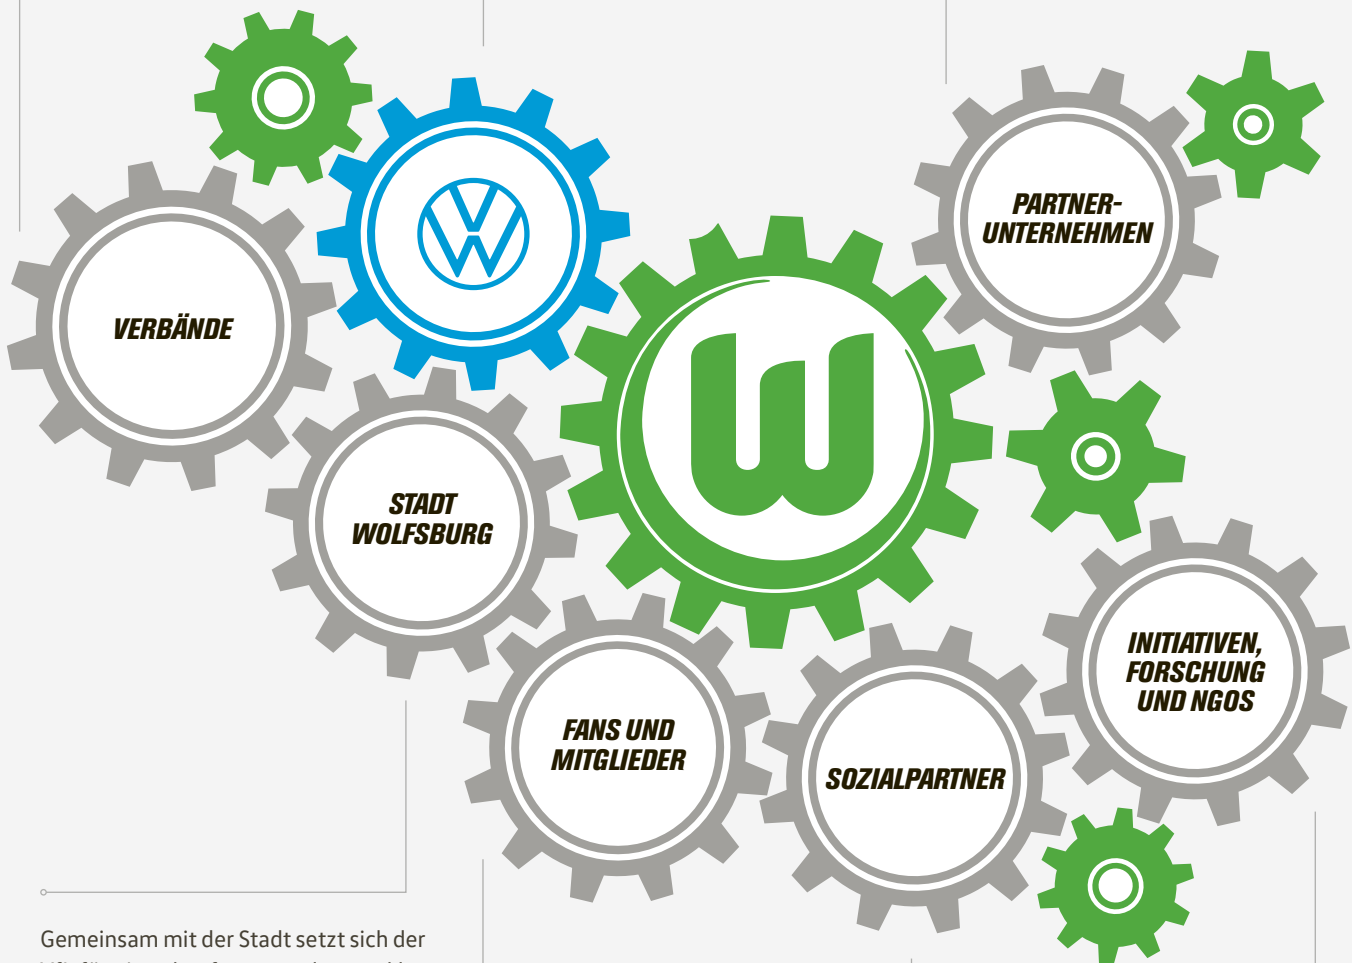 PARTNER-
UNTERNEHMEN
VERBÄNDE
STADT
WOLFSBURG
INITIATIVEN,
FORSCHUNG
UND NGOS
FANS UND
MITGLIEDER
SOZIALPARTNER
Gemeinsam mit der Stadt setzt sich der